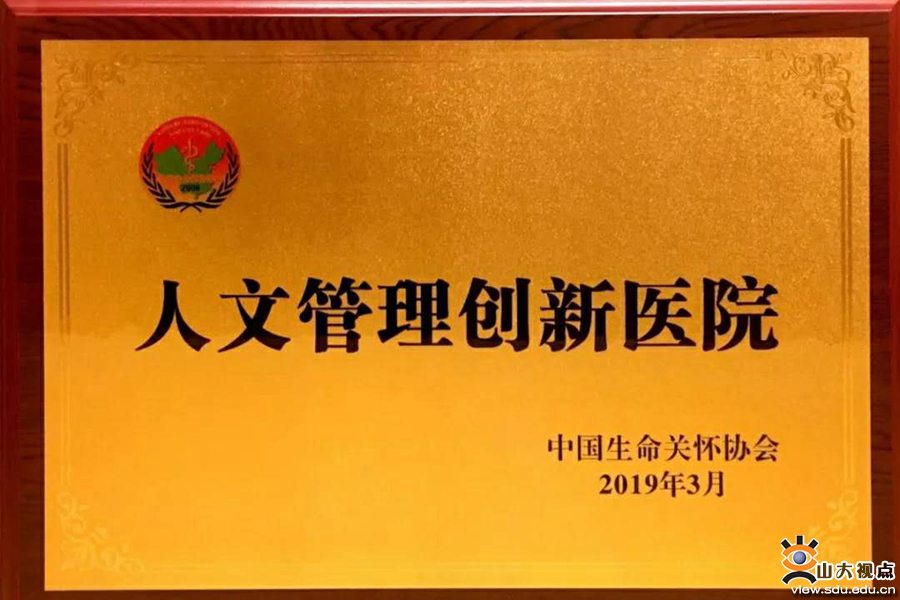 2006
人文管理创新医院
中国生命关怀协会
2019年3月
山大视点
view.sdu.edu.cn